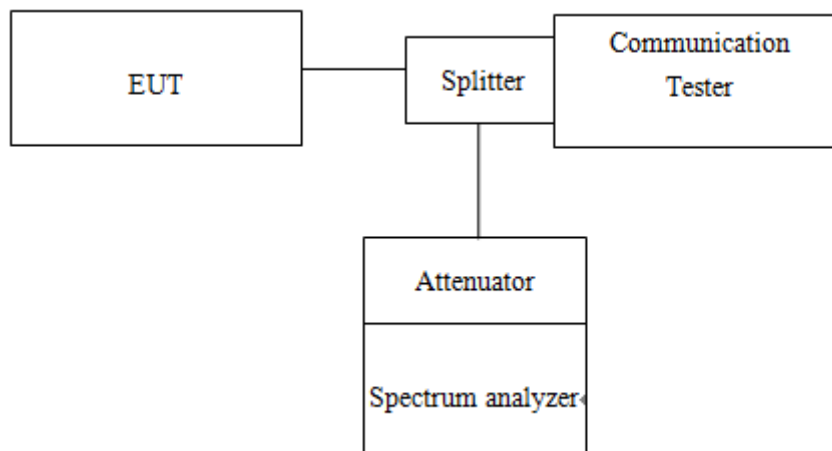 EUT
Splitter
Communication
Tester
Attenuator
Spectrum analyzer